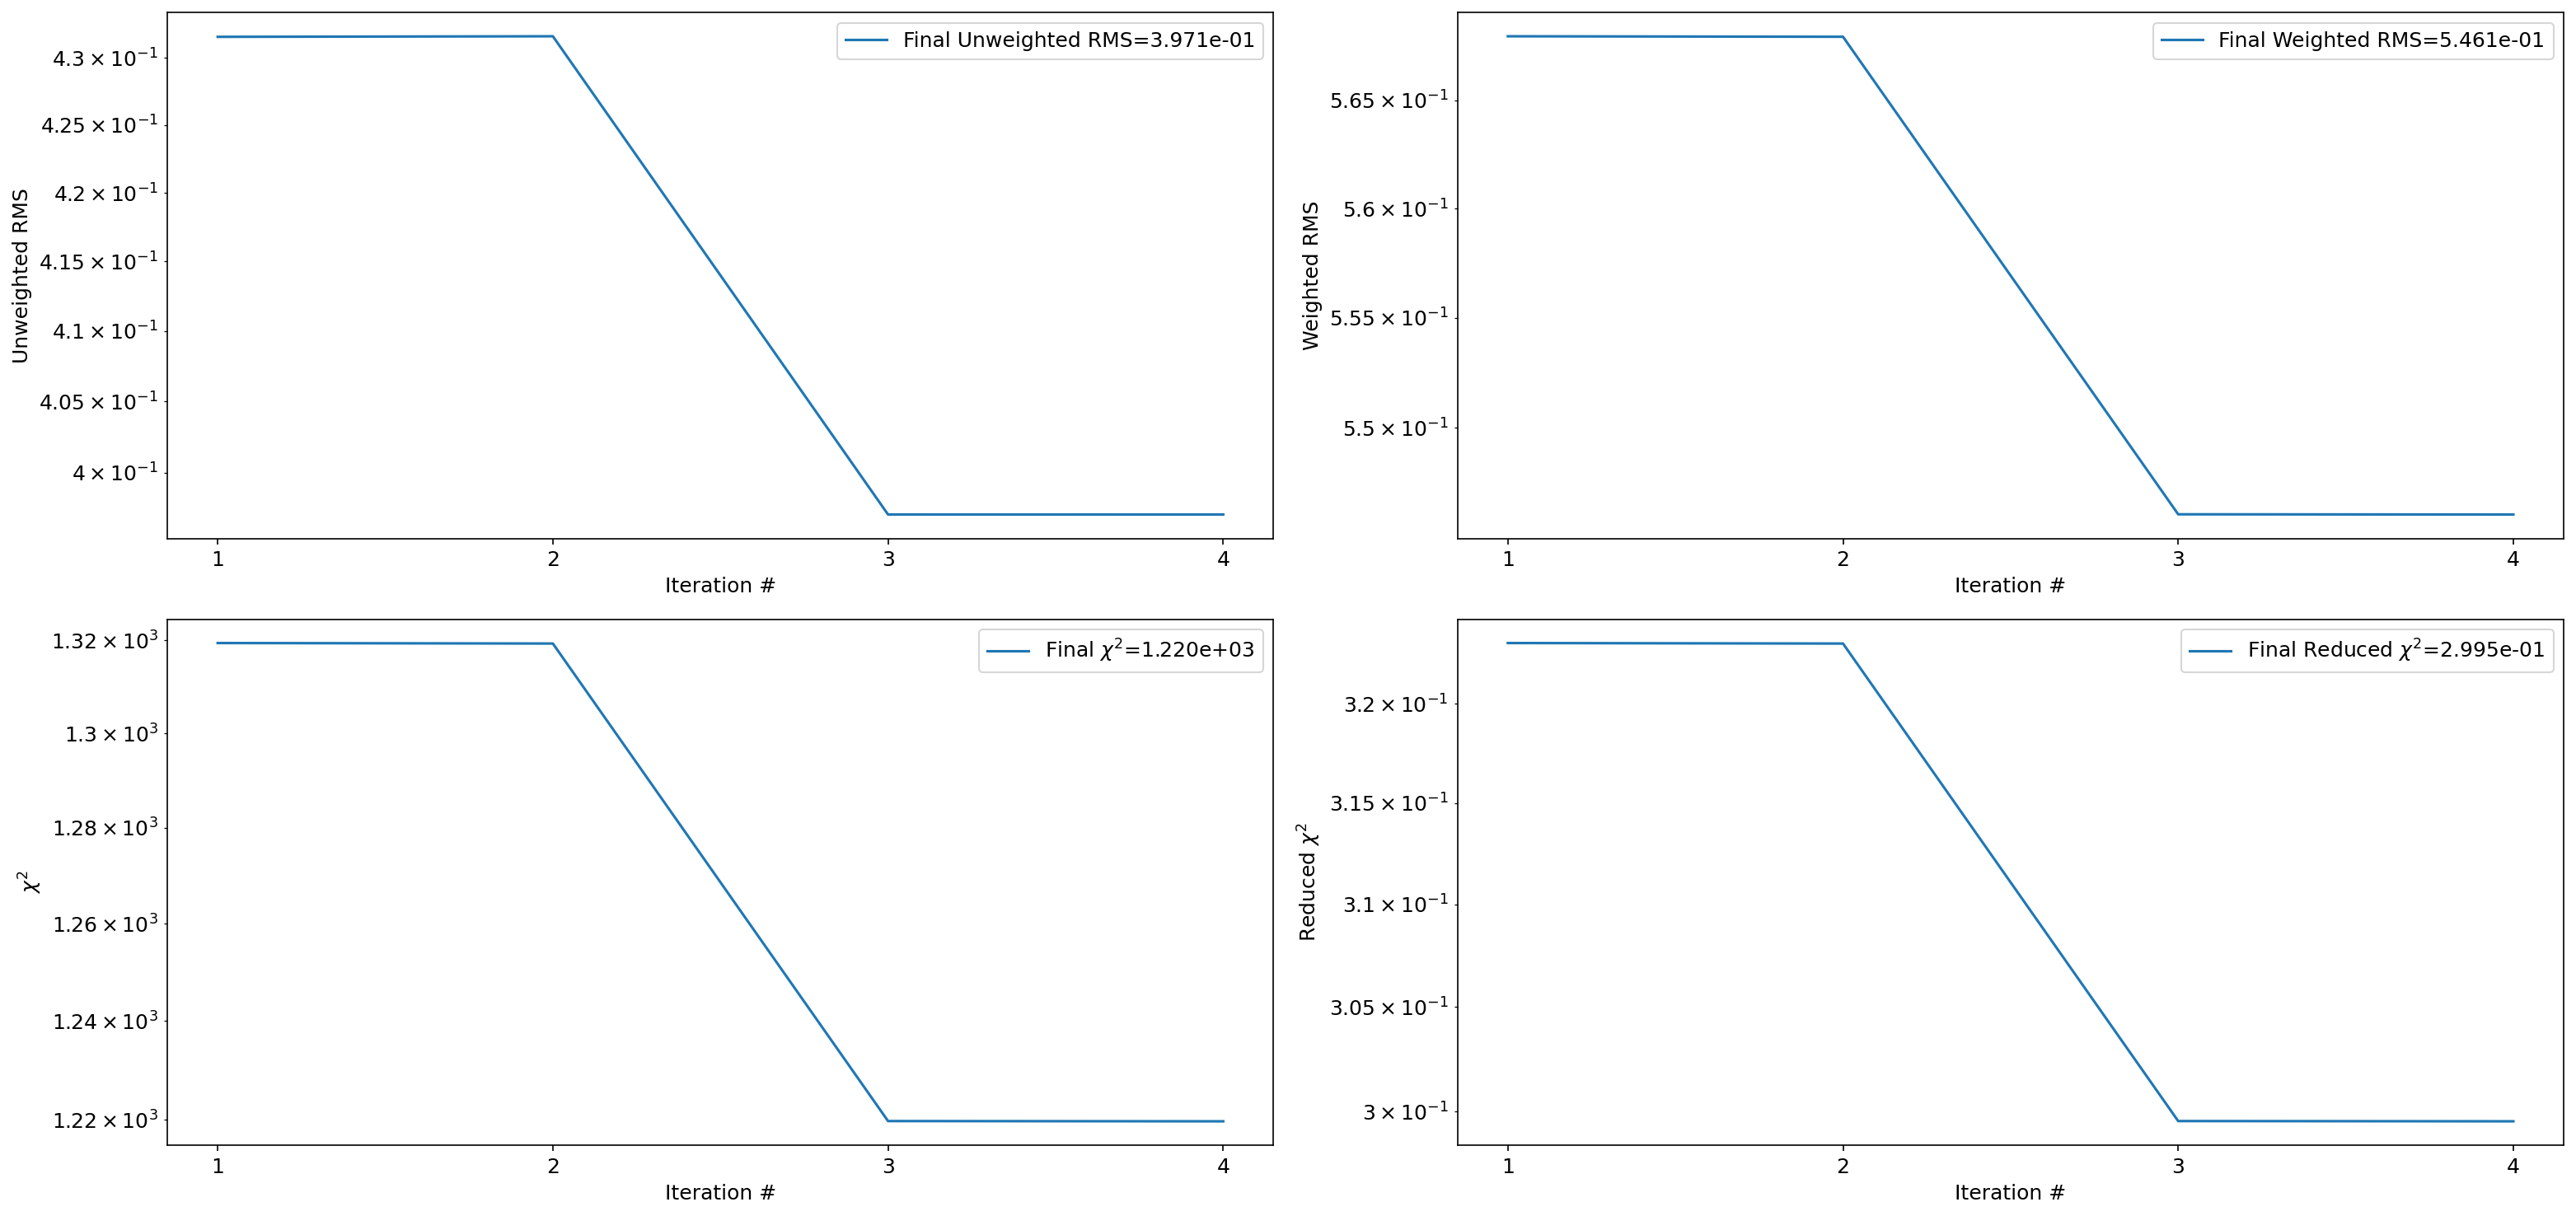 Unweighted RMS
4.3 × 10⁻¹
4.25 × 10⁻¹
4.2 × 10⁻¹
4.15 × 10⁻¹
4.1 × 10⁻¹
4.05 × 10⁻¹
4 × 10⁻¹
Final Unweighted RMS=3.971e-01
1 2 3 4
Iteration #
Weighted RMS
5.65 × 10⁻¹
5.6 × 10⁻¹
5.55 × 10⁻¹
5.5 × 10⁻¹
Final Weighted RMS=5.461e-01
1 2 3 4
Iteration #
χ²
1.32 × 10³
1.3 × 10³
1.28 × 10³
1.26 × 10³
1.24 × 10³
1.22 × 10³
Final χ²=1.220e+03
1 2 3 4
Iteration #
Reduced χ²
3.2 × 10⁻¹
3.15 × 10⁻¹
3.1 × 10⁻¹
3.05 × 10⁻¹
3 × 10⁻¹
Final Reduced χ²=2.995e-01
1 2 3 4
Iteration #